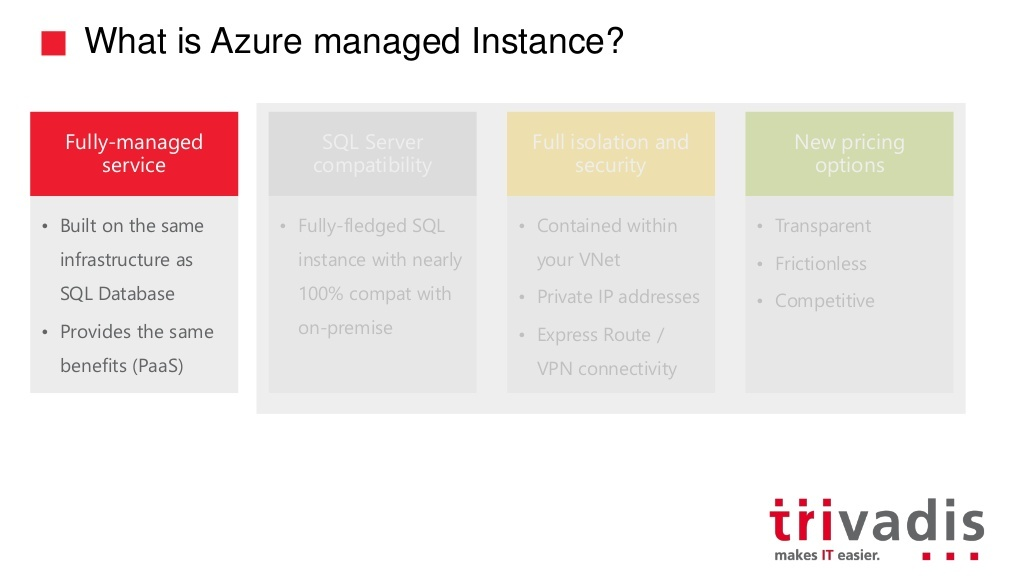 What is Azure managed Instance?
Fully-managed
service
• Built on the same
infrastructure as
SQL Database
• Provides the same
benefits (PaaS)
SQL Server
compatibility
• Fully-fledged SQL
instance with nearly
100% compat with
on-premise
Full isolation and
security
• Contained within
your VNet
• Private IP addresses
• Express Route /
VPN connectivity
New pricing
options
• Transparent
• Frictionless
• Competitive
trivadis
makes IT easier.